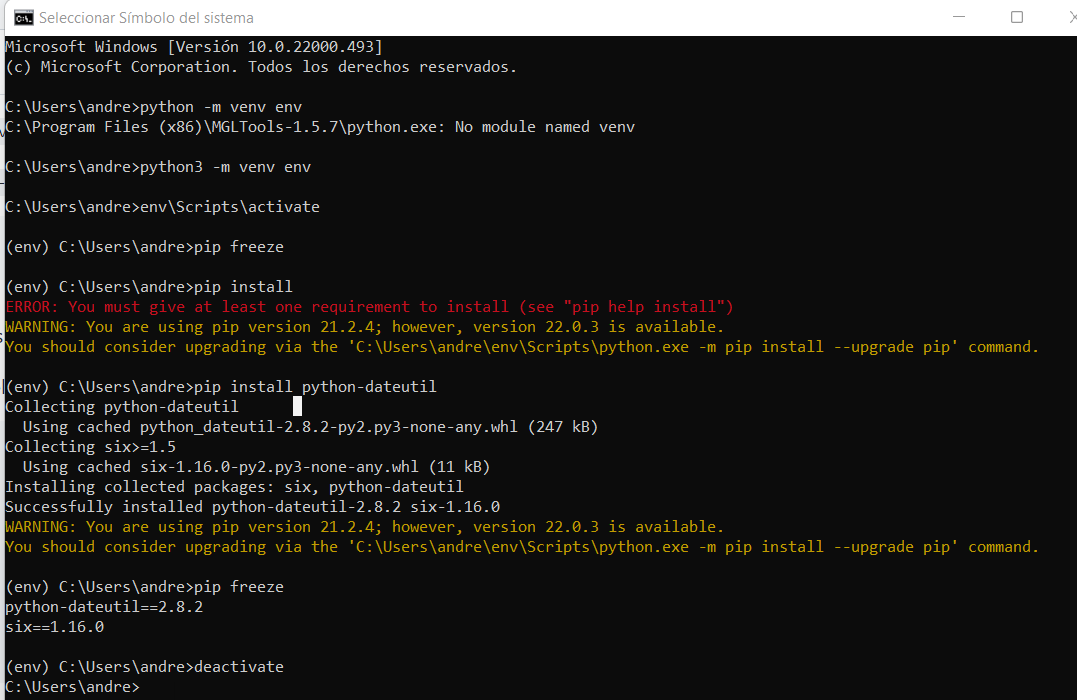 Seleccionar Símbolo del sistema
Microsoft Windows [Versión 10.0.22000.493]
(c) Microsoft Corporation. Todos los derechos reservados.
C:\Users\andre>python -m venv env
C:\Program Files (x86)\MGLTools-1.5.7\python.exe: No module named venv
C:\Users\andre>python3 -m venv env
C:\Users\andre>env\Scripts\activate
(env) C:\Users\andre>pip freeze
(env) C:\Users\andre>pip install
ERROR: You must give at least one requirement to install (see "pip help install")
WARNING: You are using pip version 21.2.4; however, version 22.0.3 is available.
You should consider upgrading via the 'C:\Users\andre\env\Scripts\python.exe -m pip install --upgrade pip' command.
(env) C:\Users\andre>pip install python-dateutil
Collecting python-dateutil
Using cached python_dateutil-2.8.2-py2.py3-none-any.whl (247 kB)
Collecting six>=1.5
Using cached six-1.16.0-py2.py3-none-any.whl (11 kB)
Installing collected packages: six, python-dateutil
Successfully installed python-dateutil-2.8.2 six-1.16.0
WARNING: You are using pip version 21.2.4; however, version 22.0.3 is available.
You should consider upgrading via the 'C:\Users\andre\env\Scripts\python.exe -m pip install --upgrade pip' command.
(env) C:\Users\andre>pip freeze
python-dateutil==2.8.2
six==1.16.0
(env) C:\Users\andre>deactivate
C:\Users\andre>